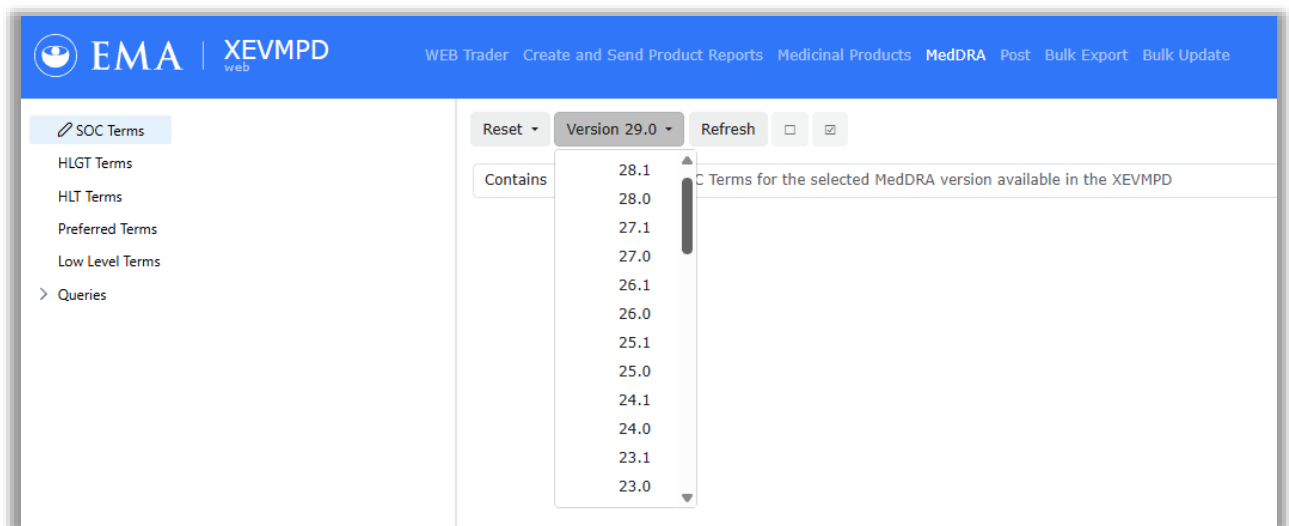 EMA | XEVMPD web
WEB Trader Create and Send Product Reports Medicinal Products MedDRA Post Bulk Export Bulk Update
SOC Terms
HLGT Terms
HLT Terms
Preferred Terms
Low Level Terms
Queries
Reset Version 29.0 Refresh
Contains Terms for the selected MedDRA version available in the XEVMPD
28.1
28.0
27.1
27.0
26.1
26.0
25.1
25.0
24.1
24.0
23.1
23.0